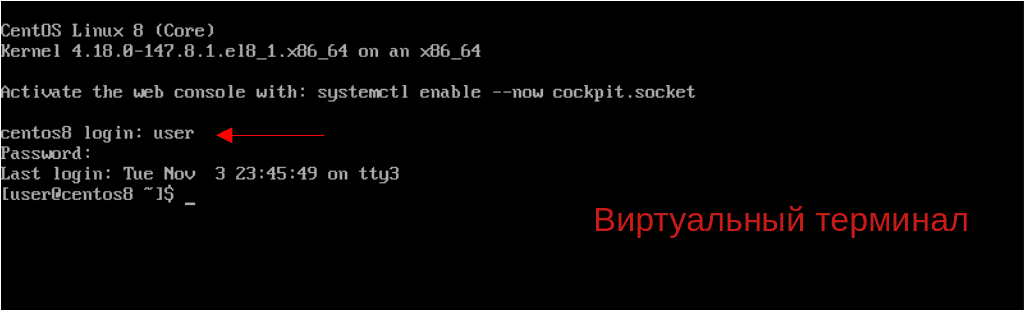 CentOS Linux 8 (Core)
Kernel 4.18.0-147.8.1.el8_1.x86_64 on an x86_64
Activate the web console with: systemctl enable --now cockpit.socket
centos8 login: user
Password:
Last login: Tue Nov  3 23:45:49 on tty3
[user@centos8 ~]$ _
Виртуальный терминал